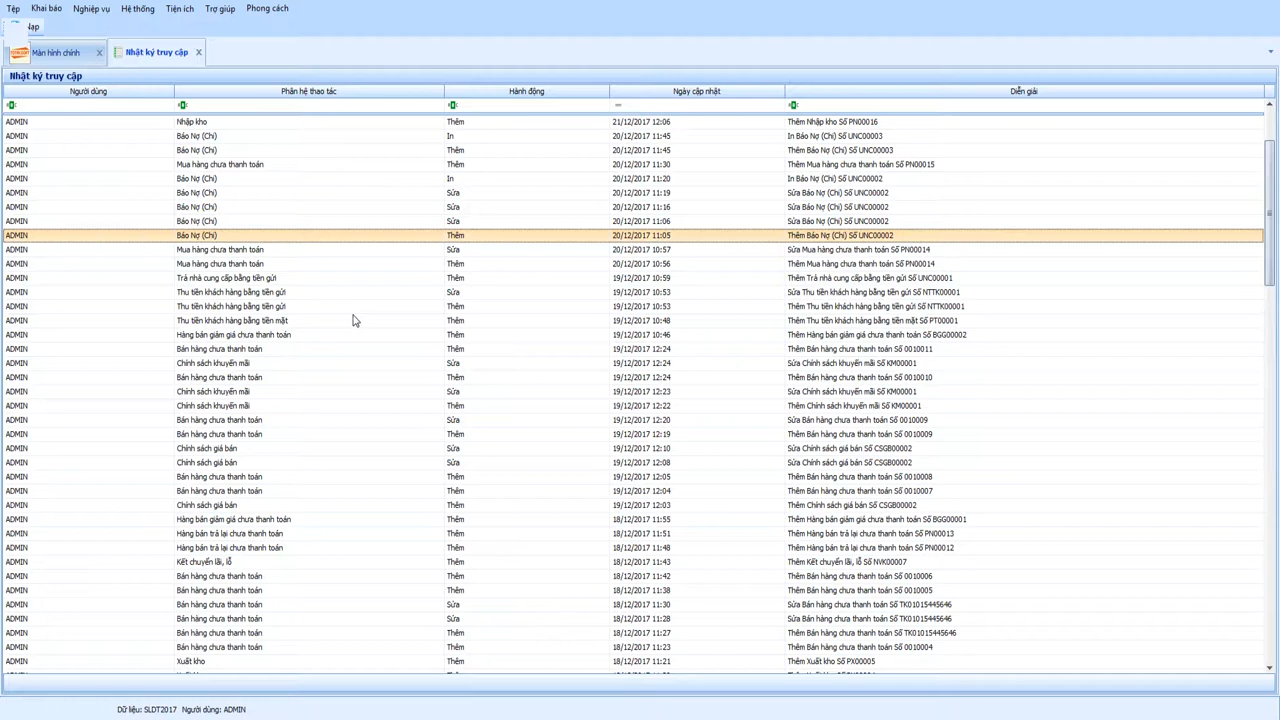 Tệp Khai báo Nghiệp vụ Hệ thống Tiện ích Trợ giúp Phong cách
Nạp
Màn hình chính Nhật ký truy cập
Nhật ký truy cập
Người dùng Phân hệ thao tác Hành động Ngày cập nhật Diễn giải
ADMIN Nhập kho Thêm 21/12/2017 12:06 Thêm Nhập kho Số PN00016
ADMIN Báo Nợ (Chi) In 20/12/2017 11:45 In Báo Nợ (Chi) Số UNC00003
ADMIN Báo Nợ (Chi) Thêm 20/12/2017 11:45 Thêm Báo Nợ (Chi) Số UNC00003
ADMIN Mua hàng chưa thanh toán Thêm 20/12/2017 11:30 Thêm Mua hàng chưa thanh toán Số PN00015
ADMIN Báo Nợ (Chi) In 20/12/2017 11:20 In Báo Nợ (Chi) Số UNC00002
ADMIN Báo Nợ (Chi) Sửa 20/12/2017 11:19 Sửa Báo Nợ (Chi) Số UNC00002
ADMIN Báo Nợ (Chi) Sửa 20/12/2017 11:16 Sửa Báo Nợ (Chi) Số UNC00002
ADMIN Báo Nợ (Chi) Sửa 20/12/2017 11:06 Sửa Báo Nợ (Chi) Số UNC00002
ADMIN Báo Nợ (Chi) Thêm 20/12/2017 11:05 Thêm Báo Nợ (Chi) Số UNC00002
ADMIN Mua hàng chưa thanh toán Sửa 20/12/2017 10:57 Sửa Mua hàng chưa thanh toán Số PN00014
ADMIN Mua hàng chưa thanh toán Thêm 20/12/2017 10:56 Thêm Mua hàng chưa thanh toán Số PN00014
ADMIN Trả nhà cung cấp bằng tiền gửi Thêm 19/12/2017 10:59 Thêm Trả nhà cung cấp bằng tiền gửi Số UNC00001
ADMIN Thu tiền khách hàng bằng tiền gửi Sửa 19/12/2017 10:53 Sửa Thu tiền khách hàng bằng tiền gửi Số NTTK00001
ADMIN Thu tiền khách hàng bằng tiền gửi Thêm 19/12/2017 10:53 Thêm Thu tiền khách hàng bằng tiền gửi Số NTTK00001
ADMIN Thu tiền khách hàng bằng tiền mặt Thêm 19/12/2017 10:48 Thêm Thu tiền khách hàng bằng tiền mặt Số PT00001
ADMIN Hàng bán giảm giá chưa thanh toán Thêm 19/12/2017 10:46 Thêm Hàng bán giảm giá chưa thanh toán Số BGG00002
ADMIN Bán hàng chưa thanh toán Thêm 19/12/2017 12:24 Thêm Bán hàng chưa thanh toán Số 0010011
ADMIN Chính sách khuyến mãi Sửa 19/12/2017 12:24 Sửa Chính sách khuyến mãi Số KM00001
ADMIN Bán hàng chưa thanh toán Thêm 19/12/2017 12:24 Thêm Bán hàng chưa thanh toán Số 0010010
ADMIN Chính sách khuyến mãi Sửa 19/12/2017 12:23 Sửa Chính sách khuyến mãi Số KM00001
ADMIN Chính sách khuyến mãi Thêm 19/12/2017 12:22 Thêm Chính sách khuyến mãi Số KM00001
ADMIN Bán hàng chưa thanh toán Sửa 19/12/2017 12:20 Sửa Bán hàng chưa thanh toán Số 0010009
ADMIN Bán hàng chưa thanh toán Thêm 19/12/2017 12:19 Thêm Bán hàng chưa thanh toán Số 0010009
ADMIN Chính sách giá bán Sửa 19/12/2017 12:10 Sửa Chính sách giá bán Số CSGB00002
ADMIN Chính sách giá bán Sửa 19/12/2017 12:08 Sửa Chính sách giá bán Số CSGB00002
ADMIN Bán hàng chưa thanh toán Thêm 19/12/2017 12:05 Thêm Bán hàng chưa thanh toán Số 0010008
ADMIN Bán hàng chưa thanh toán Thêm 19/12/2017 12:04 Thêm Bán hàng chưa thanh toán Số 0010007
ADMIN Chính sách giá bán Thêm 19/12/2017 12:03 Thêm Chính sách giá bán Số CSGB00002
ADMIN Hàng bán giảm giá chưa thanh toán Thêm 18/12/2017 11:55 Thêm Hàng bán giảm giá chưa thanh toán Số BGG00001
ADMIN Hàng bán trả lại chưa thanh toán Thêm 18/12/2017 11:51 Thêm Hàng bán trả lại chưa thanh toán Số PN00013
ADMIN Hàng bán trả lại chưa thanh toán Thêm 18/12/2017 11:48 Thêm Hàng bán trả lại chưa thanh toán Số PN00012
ADMIN Kết chuyển lãi, lỗ Thêm 18/12/2017 11:43 Thêm Kết chuyển lãi, lỗ Số NVK00007
ADMIN Bán hàng chưa thanh toán Thêm 18/12/2017 11:42 Thêm Bán hàng chưa thanh toán Số 0010006
ADMIN Bán hàng chưa thanh toán Thêm 18/12/2017 11:38 Thêm Bán hàng chưa thanh toán Số 0010005
ADMIN Bán hàng chưa thanh toán Sửa 18/12/2017 11:30 Sửa Bán hàng chưa thanh toán Số TK01015445646
ADMIN Bán hàng chưa thanh toán Sửa 18/12/2017 11:28 Sửa Bán hàng chưa thanh toán Số TK01015445646
ADMIN Bán hàng chưa thanh toán Thêm 18/12/2017 11:27 Thêm Bán hàng chưa thanh toán Số TK01015445646
ADMIN Bán hàng chưa thanh toán Thêm 18/12/2017 11:23 Thêm Bán hàng chưa thanh toán Số 0010004
ADMIN Xuất kho Thêm 18/12/2017 11:21 Thêm Xuất kho Số PX00005
Dữ liệu: SLDT2017 Người dùng: ADMIN